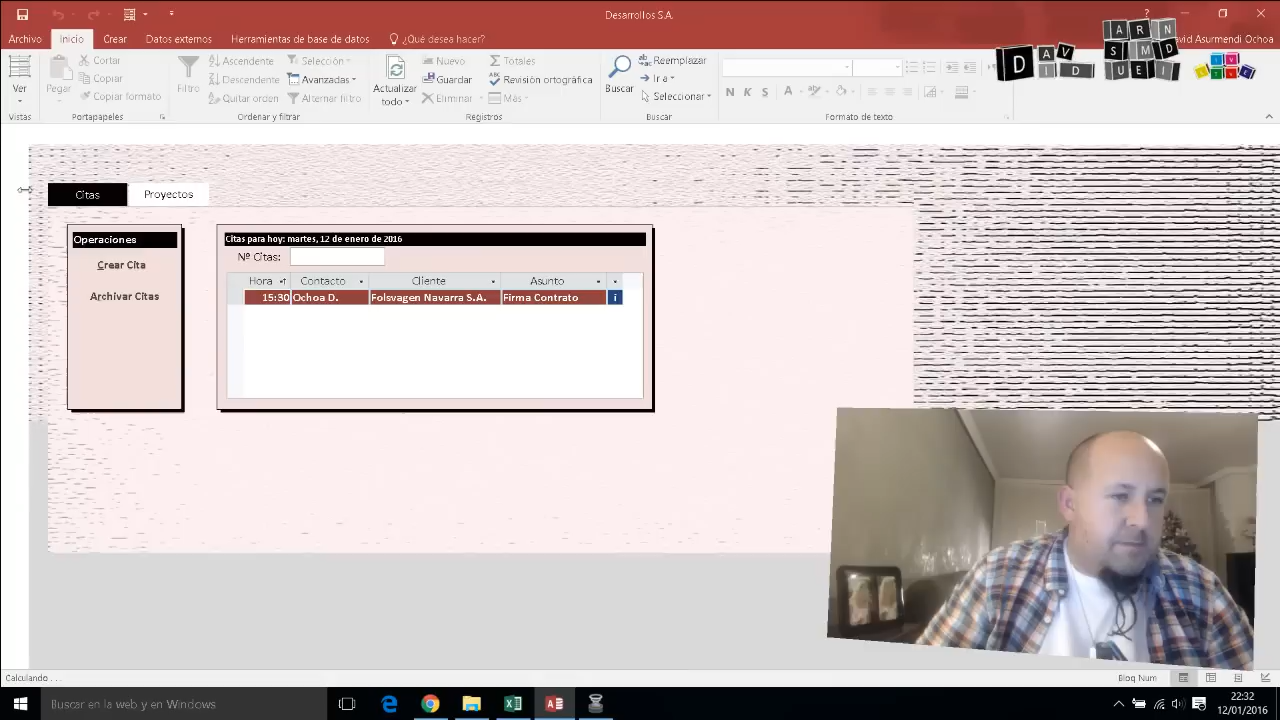 Desarrollos S.A.
?
Archivo Inicio Crear Datos externos Herramientas de base de datos ¿Qué desea hacer?
David Asurmendi Ochoa
DAVID
ARN
SMD
UEI
Ver
Pegar
Cortar
Copiar
Copiar formato
Filtro
Ascendente
Descendente
Quitar orden
Avanzadas
Alternar filtro
Actualizar
todo
Nuevo
Guardar
Eliminar
Totales
Revisión ortográfica
Más
Buscar
Reemplazar
Ir a
Seleccionar
N K S
Vistas Portapapeles Ordenar y filtrar Registros Buscar Formato de texto
Citas Proyectos
Operaciones
Crear Cita
Archivar Citas
Citas para hoy: martes, 12 de enero de 2016
Nº Citas:
Hora Contacto Cliente Asunto
15:30 Ochoa D. Folsvagen Navarra S.A. Firma Contrato i
Calculando . . .
Bloq Num
Buscar en la web y en Windows
22:32
12/01/2016